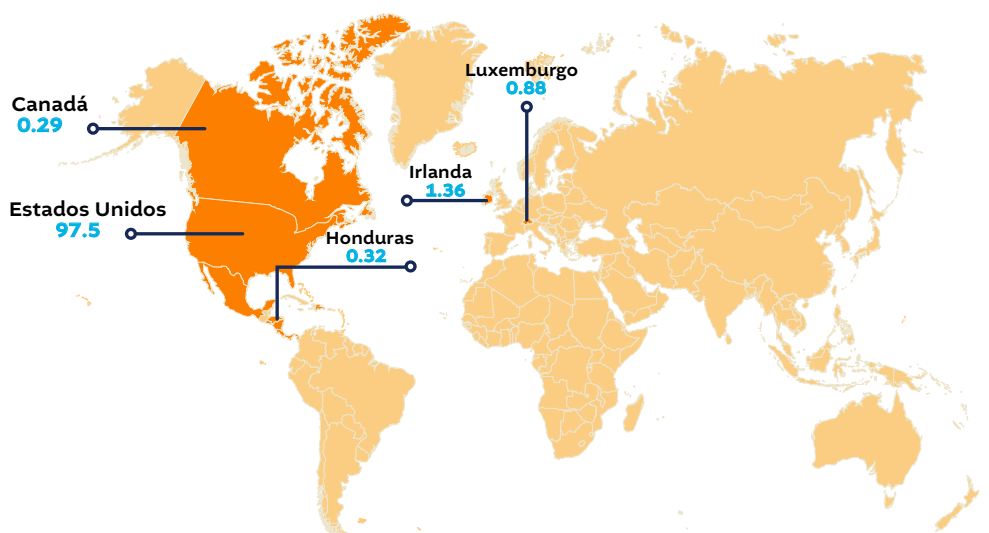 Luxemburgo
0.88
Canadá
0.29
Irlanda
1.36
Estados Unidos
97.5
Honduras
0.32